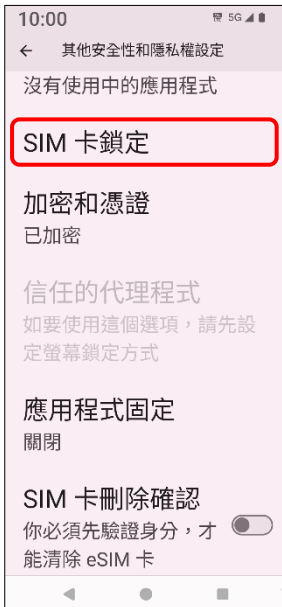 10:00 5G
其他安全性和隱私權設定
沒有使用中的應用程式
SIM 卡鎖定
加密和憑證
已加密
信任的代理程式
如要使用這個選項，請先設
定螢幕鎖定方式
應用程式固定
關閉
SIM 卡刪除確認
你必須先驗證身分，才
能清除 eSIM 卡